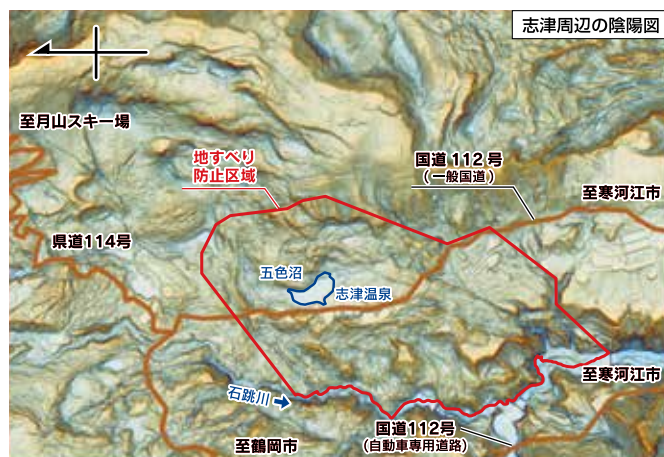 志津周辺の陰陽図
至月山スキー場
地すべり
防止区域
国道112号
(一般国道)
至寒河江市
県道114号
五色沼
志津温泉
石跳川
至寒河江市
国道112号
(自動車専用道路)
至鶴岡市